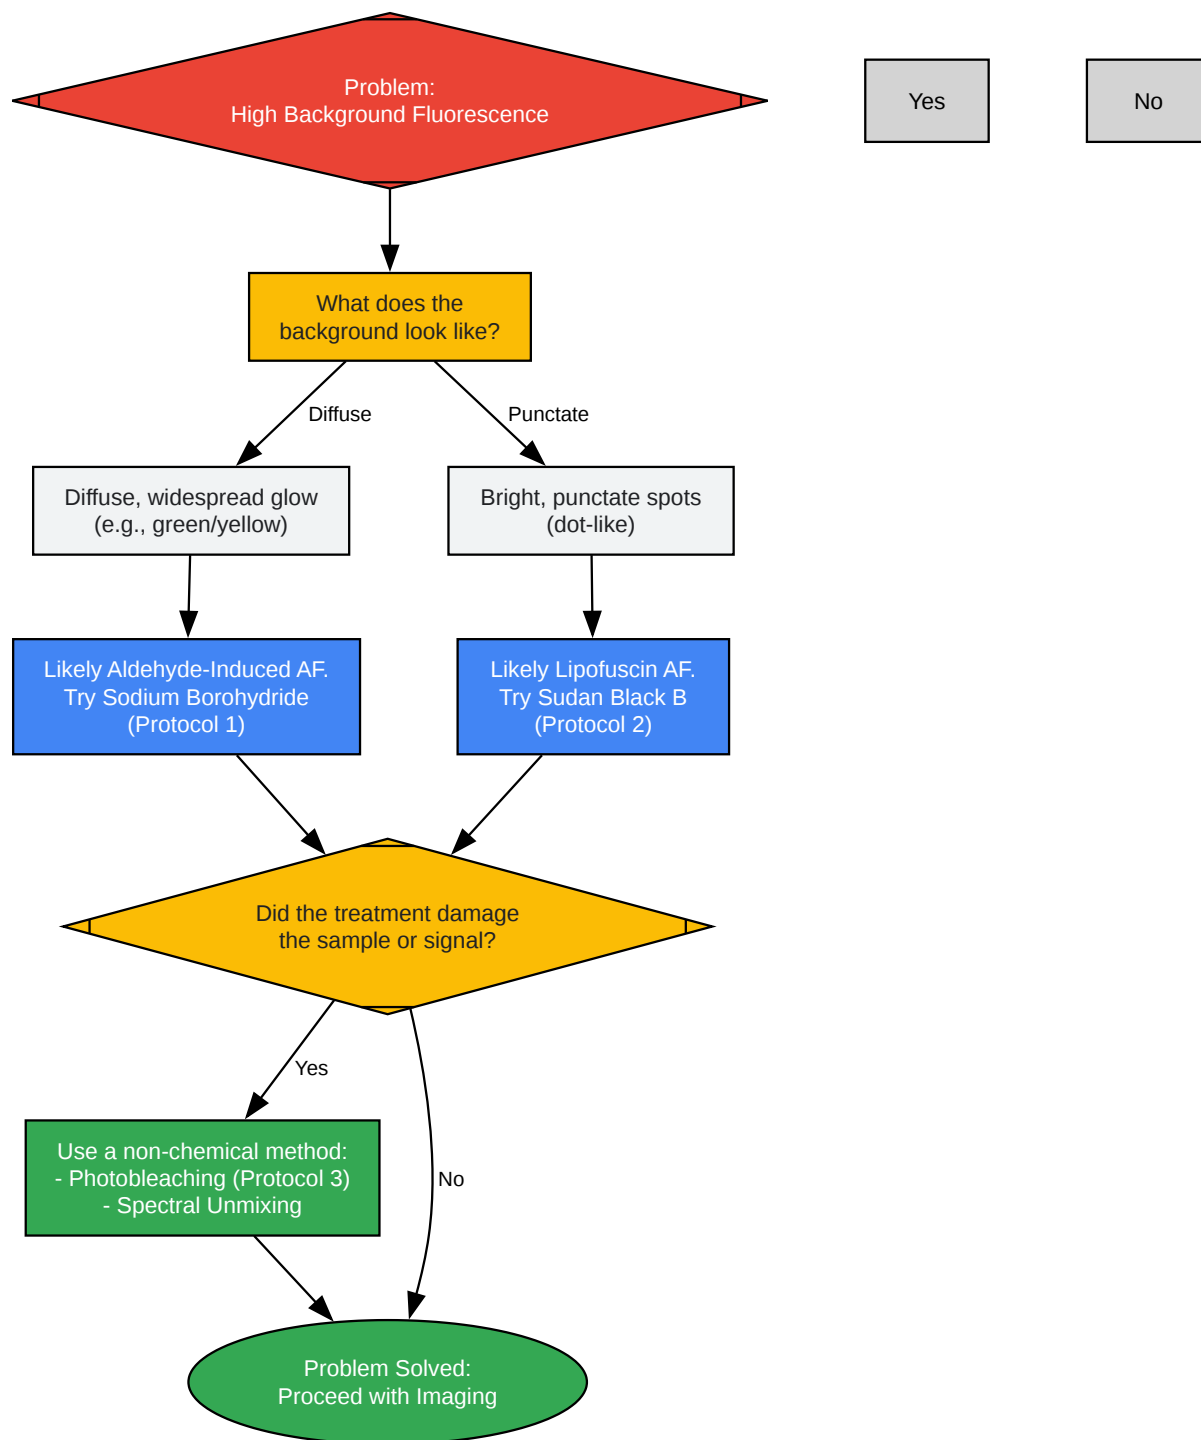 Problem:
High Background Fluorescence
Yes
No
What does the
background look like?
Diffuse
Punctate
Diffuse, widespread glow
(e.g., green/yellow)
Bright, punctate spots
(dot-like)
Likely Aldehyde-Induced AF.
Try Sodium Borohydride
(Protocol 1)
Likely Lipofuscin AF.
Try Sudan Black B
(Protocol 2)
Did the treatment damage
the sample or signal?
Yes
Use a non-chemical method:
- Photobleaching (Protocol 3)
- Spectral Unmixing
No
Problem Solved:
Proceed with Imaging